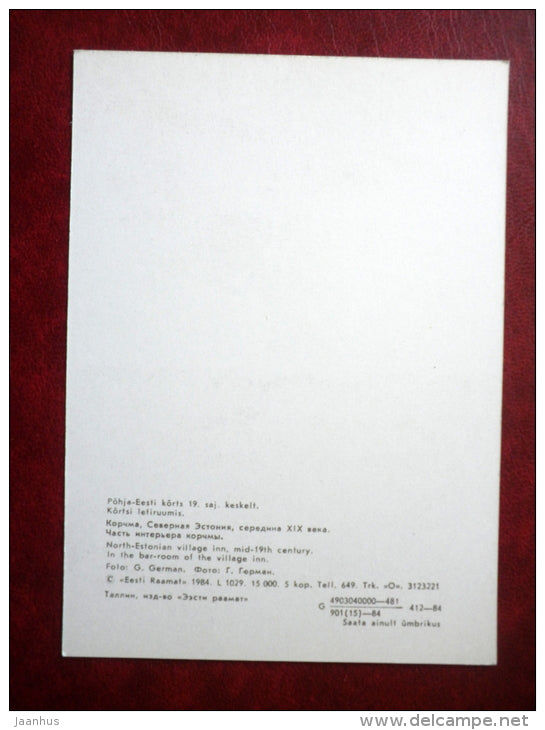 Põhja-Eesti kõrts 19. saj. keskelt.
Kõrtsi letiruumis.
Корчма, Северная Эстония, середина XIX века.
Часть интерьера корчмы.
North-Estonian village inn, mid-19th century.
In the bar-room of the village inn.
Foto: G. German. Фото: Г. Герман.
© «Eesti Raamat» 1984. L 1029. 15 000. 5 kop. Tell. 649. Trk. «O». 3123221
Таллин, изд-во «Ээсти раамат»
G 4903040000—481 412—84
901(15)—84
Saata ainult ümbrikus
jaanhus
www.delcampe.net